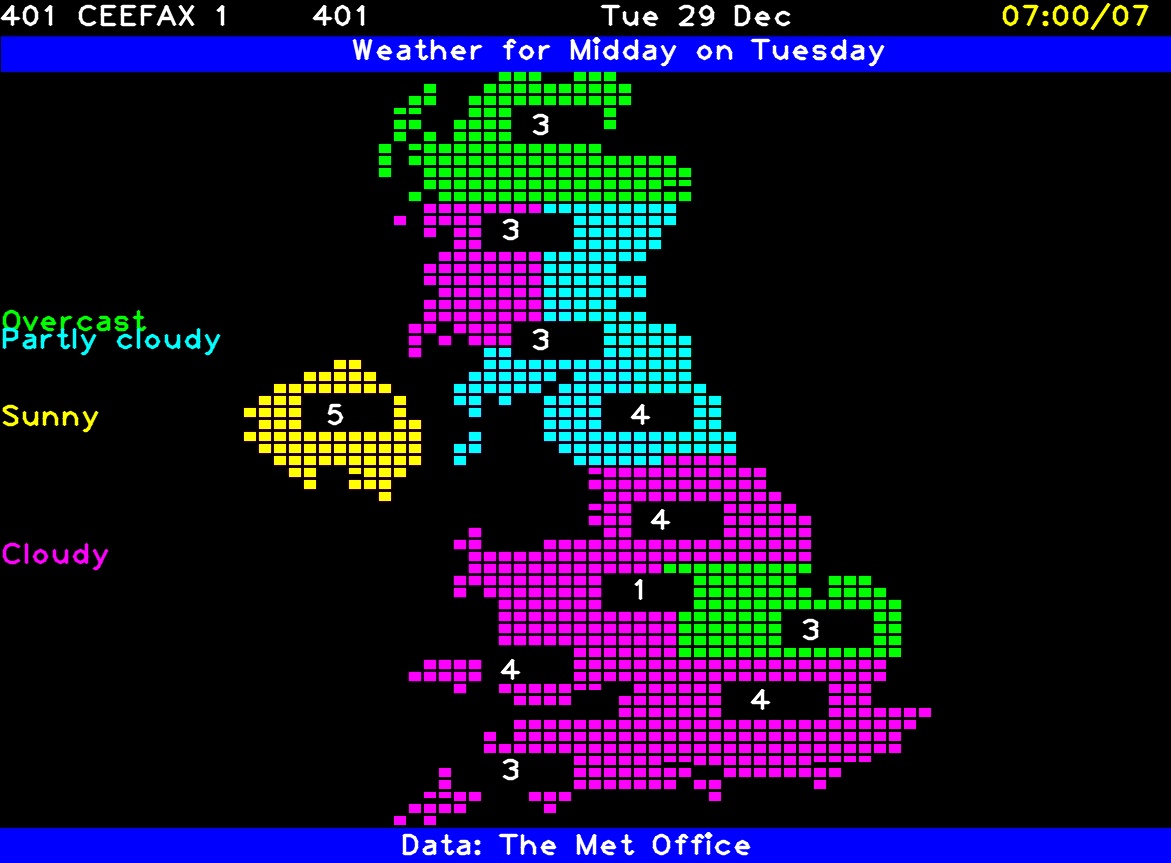 401 CEEFAX 1 401 Tue 29 Dec 07:00/07
Weather for Midday on Tuesday
3
3
Overcast
Partly cloudy
3
Sunny
5
4
4
Cloudy
1
3
4
4
3
Data: The Met Office